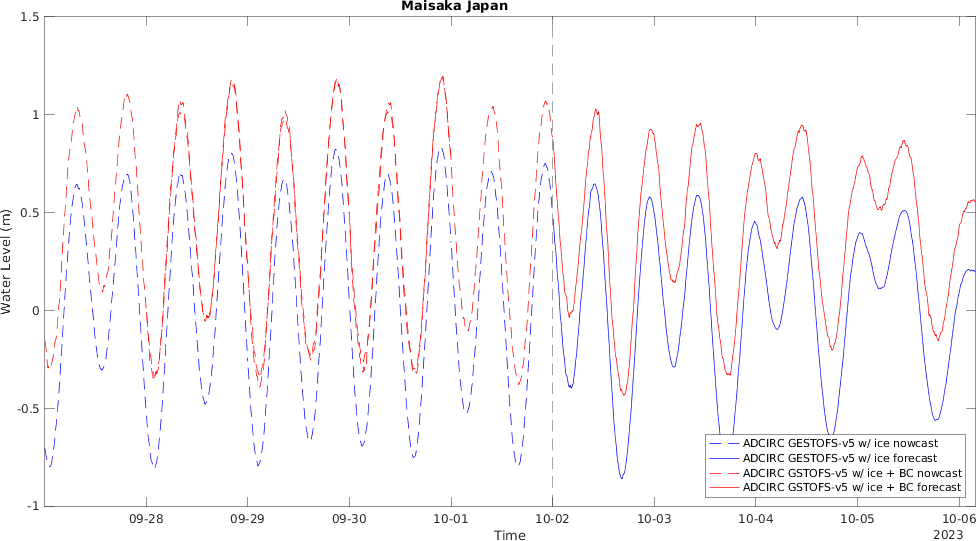 Maisaka Japan
1.5
1
0.5
0
-0.5
-1
Water Level (m)
09-28 09-29 09-30 10-01 10-02 10-03 10-04 10-05 10-06
Time
2023
ADCIRC GESTOFS-v5 w/ ice nowcast
ADCIRC GESTOFS-v5 w/ ice forecast
ADCIRC GSTOFS-v5 w/ ice + BC nowcast
ADCIRC GSTOFS-v5 w/ ice + BC forecast